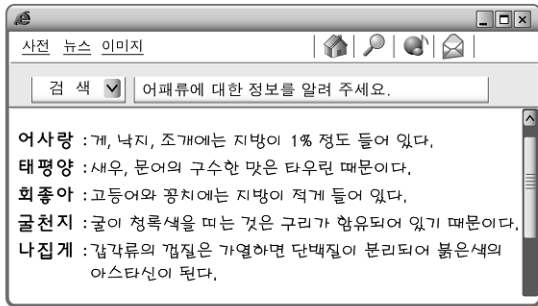 사전 뉴스 이미지
검 색 어패류에 대한 정보를 알려 주세요.
어사랑 : 게, 낙지, 조개에는 지방이 1% 정도 들어 있다.
태평양 : 새우, 문어의 구수한 맛은 타우린 때문이다.
회좋아 : 고등어와 꽁치에는 지방이 적게 들어 있다.
굴천지 : 굴이 청록색을 띠는 것은 구리가 함유되어 있기 때문이다.
나집게 : 갑각류의 껍질은 가열하면 단백질이 분리되어 붉은색의
아스타신이 된다.